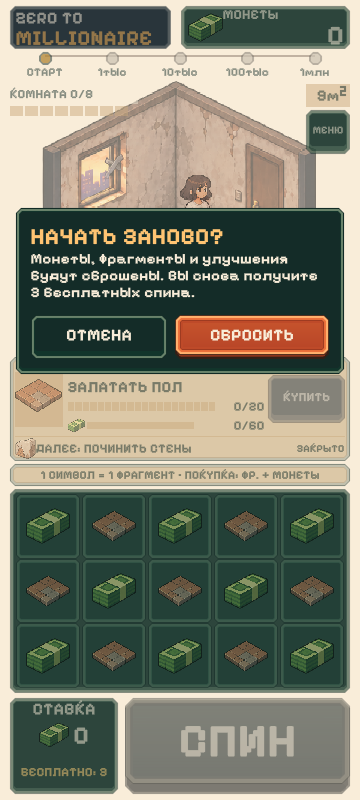 ZERO TO
MILLIONAIRE
МОНЕТЫ
0
СТАРТ
1тыс
10тыс
100тыс
1млн
КОМНАТА 0/8
9м²
МЕНЮ
НАЧАТЬ ЗАНОВО?
Монеты, фрагменты и улучшения
будут сброшены. Вы снова получите
3 бесплатных спина.
ОТМЕНА
СБРОСИТЬ
ЗАЛАТАТЬ ПОЛ
0/20
0/60
КУПИТЬ
ДАЛЕЕ: ПОЧИНИТЬ СТЕНЫ
ЗАКРЫТО
1 СИМВОЛ = 1 ФРАГМЕНТ · ПОКУПКА: ФР. + МОНЕТЫ
СТАВКА
0
БЕСПЛАТНО: 3
СПИН